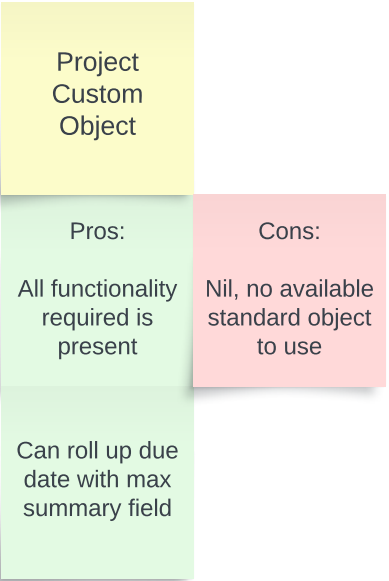 Project
Custom
Object
Pros:
All functionality
required is
present
Cons:
Nil, no available
standard object
to use
Can roll up due
date with max
summary field